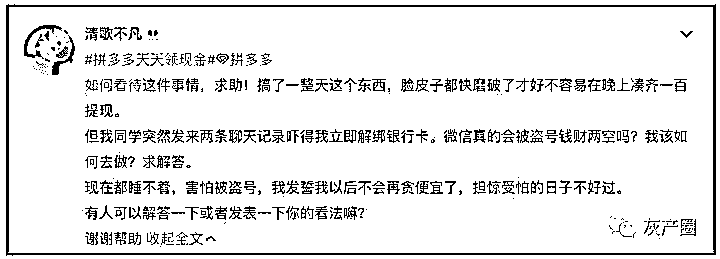 清歌不凡
#拼多多天天领现金#拼多多
如何看待这件事情，求助！搞了一整天这个东西，脸皮子都快磨破了才好不容易在晚上凑齐一百
提现。
但我同学突然发来两条聊天记录吓得我立即解绑银行卡。微信真的会被盗号钱财两空吗？我该如
何去做？求解答。
现在都睡不着，害怕被盗号，我发誓我以后不会再贪便宜了，担惊受怕的日子不好过。
有人可以解答一下或者发表一下你的看法嘛？
谢谢帮助 收起全文
灰产圈